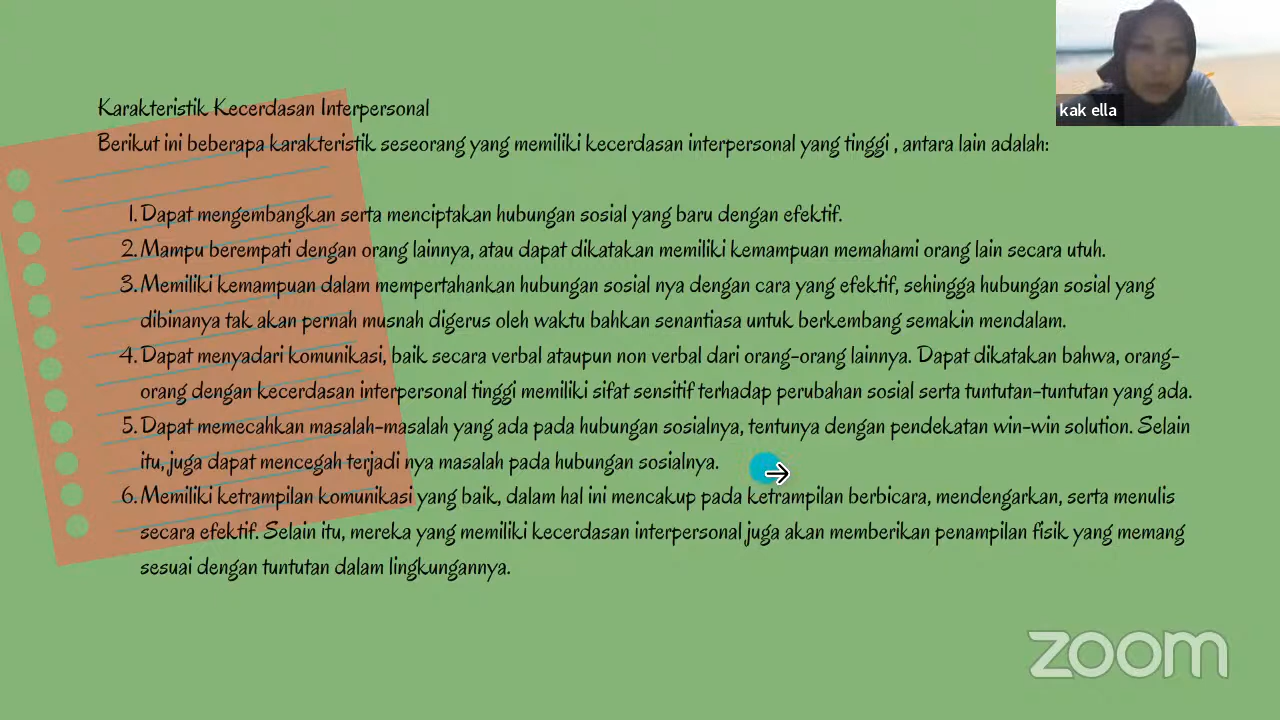 kak ella
Karakteristik Kecerdasan Interpersonal
Berikut ini beberapa karakteristik seseorang yang memiliki kecerdasan interpersonal yang tinggi , antara lain adalah:
1. Dapat mengembangkan serta menciptakan hubungan sosial yang baru dengan efektif.
2. Mampu berempati dengan orang lainnya, atau dapat dikatakan memiliki kemampuan memahami orang lain secara utuh.
3. Memiliki kemampuan dalam mempertahankan hubungan sosial nya dengan cara yang efektif, sehingga hubungan sosial yang
dibinanya tak akan pernah musnah digerus oleh waktu bahkan senantiasa untuk berkembang semakin mendalam.
4. Dapat menyadari komunikasi, baik secara verbal ataupun non verbal dari orang-orang lainnya. Dapat dikatakan bahwa, orang-
orang dengan kecerdasan interpersonal tinggi memiliki sifat sensitif terhadap perubahan sosial serta tuntutan-tuntutan yang ada.
5. Dapat memecahkan masalah-masalah yang ada pada hubungan sosialnya, tentunya dengan pendekatan win-win solution. Selain
itu, juga dapat mencegah terjadi nya masalah pada hubungan sosialnya.
6. Memiliki ketrampilan komunikasi yang baik, dalam hal ini mencakup pada ketrampilan berbicara, mendengarkan, serta menulis
secara efektif. Selain itu, mereka yang memiliki kecerdasan interpersonal juga akan memberikan penampilan fisik yang memang
sesuai dengan tuntutan dalam lingkungannya.
zoom